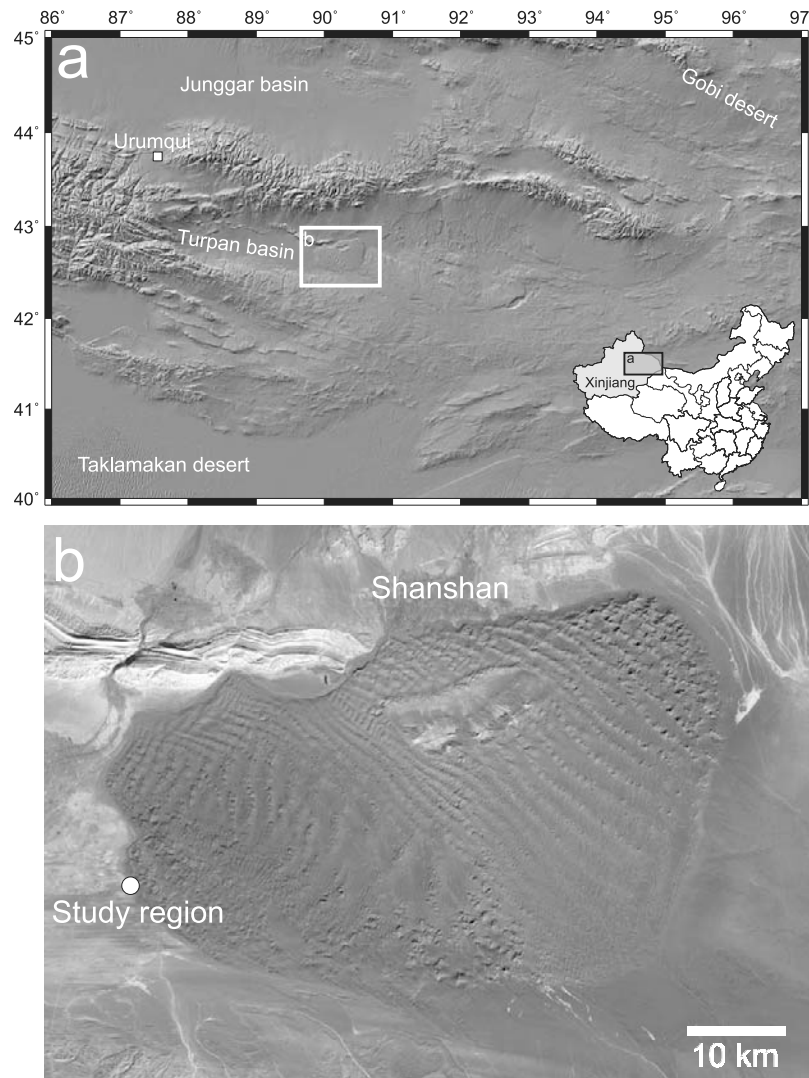 86° 87° 88° 89° 90° 91° 92° 93° 94° 95° 96° 97
45°
a
Junggar basin
Gobi desert
44°
Urumqui
43°
Turpan basin
b
42°
a
Xinjiang
41°
Taklamakan desert
40°
b
Shanshan
Study region
10 km